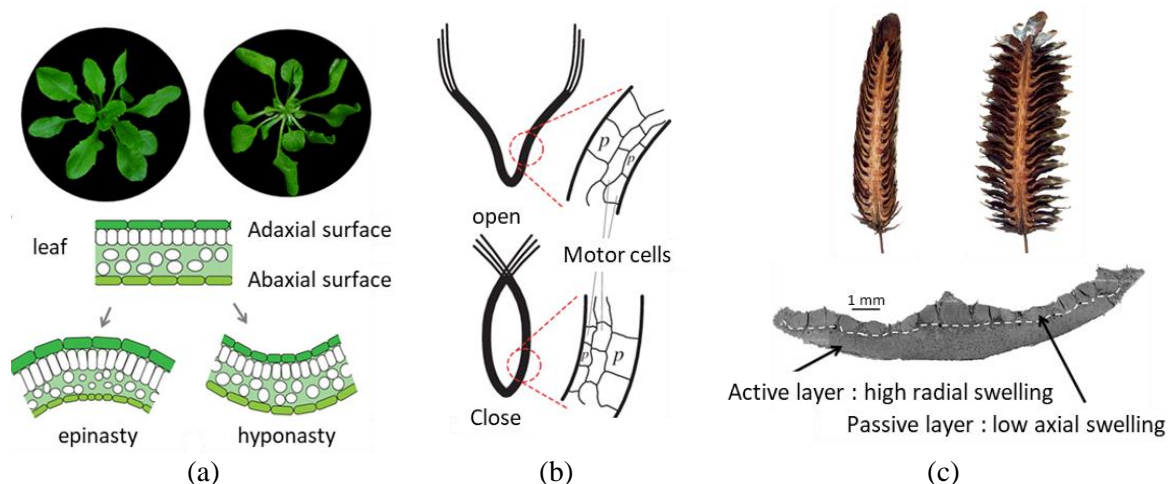 leaf
Adaxial surface
Abaxial surface
epinasty
hyponasty
(a)
open
p
p
Motor cells
p
p
Close
(b)
1 mm
Active layer : high radial swelling
Passive layer : low axial swelling
(c)